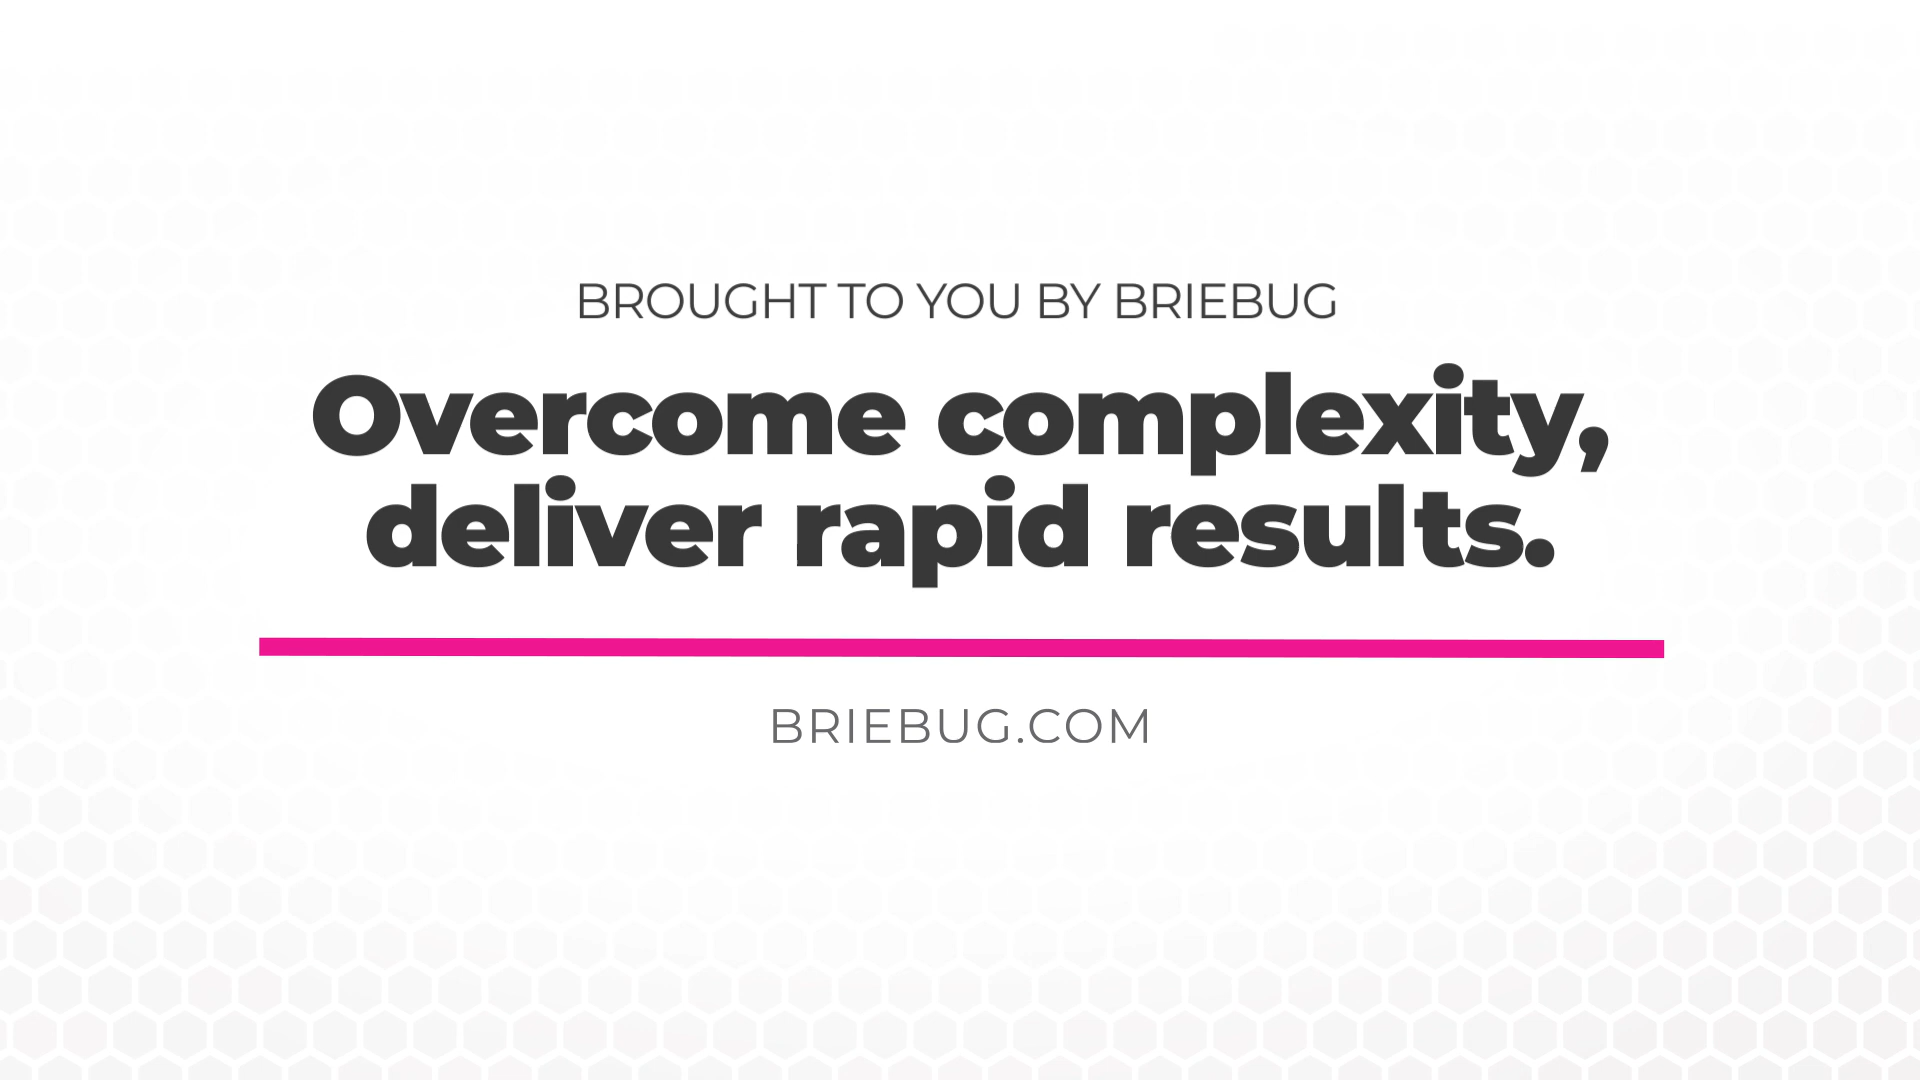 BROUGHT TO YOU BY BRIEBUG
Overcome complexity,
deliver rapid results.
BRIEBUG.COM